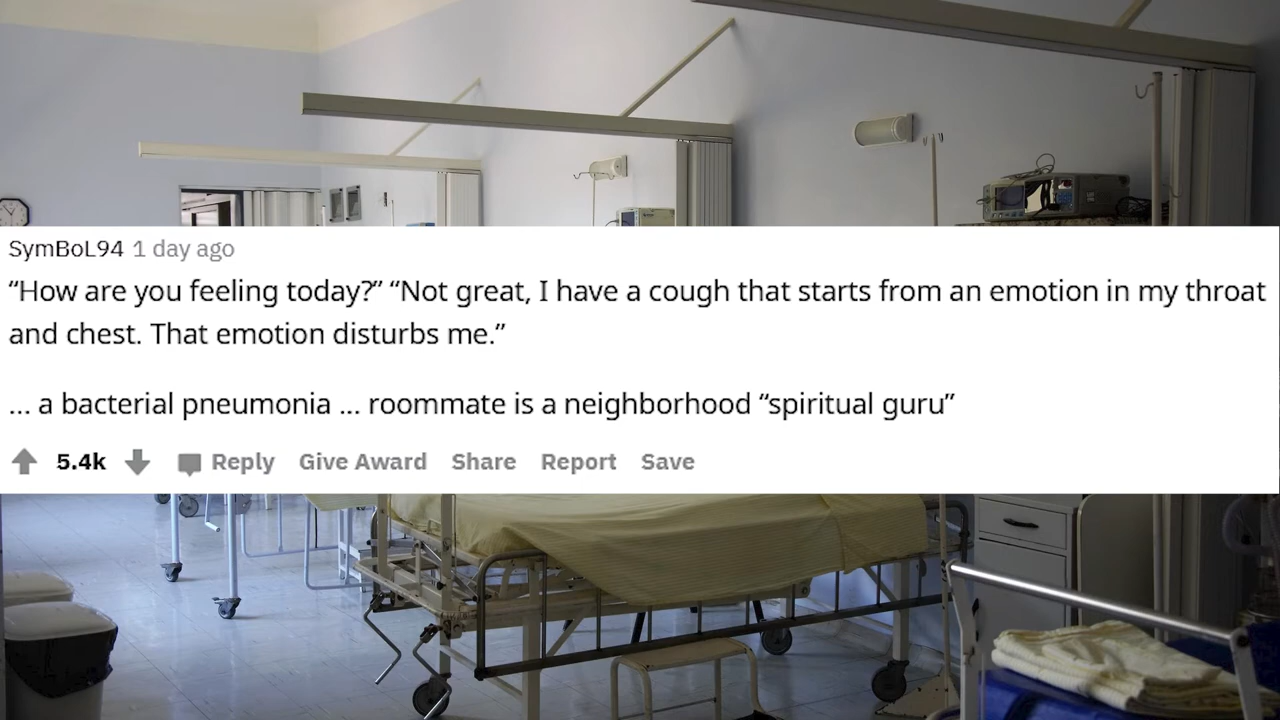 SymBoL94 1 day ago
“How are you feeling today?” “Not great, I have a cough that starts from an emotion in my throat
and chest. That emotion disturbs me.”
... a bacterial pneumonia ... roommate is a neighborhood “spiritual guru”
5.4k Reply Give Award Share Report Save